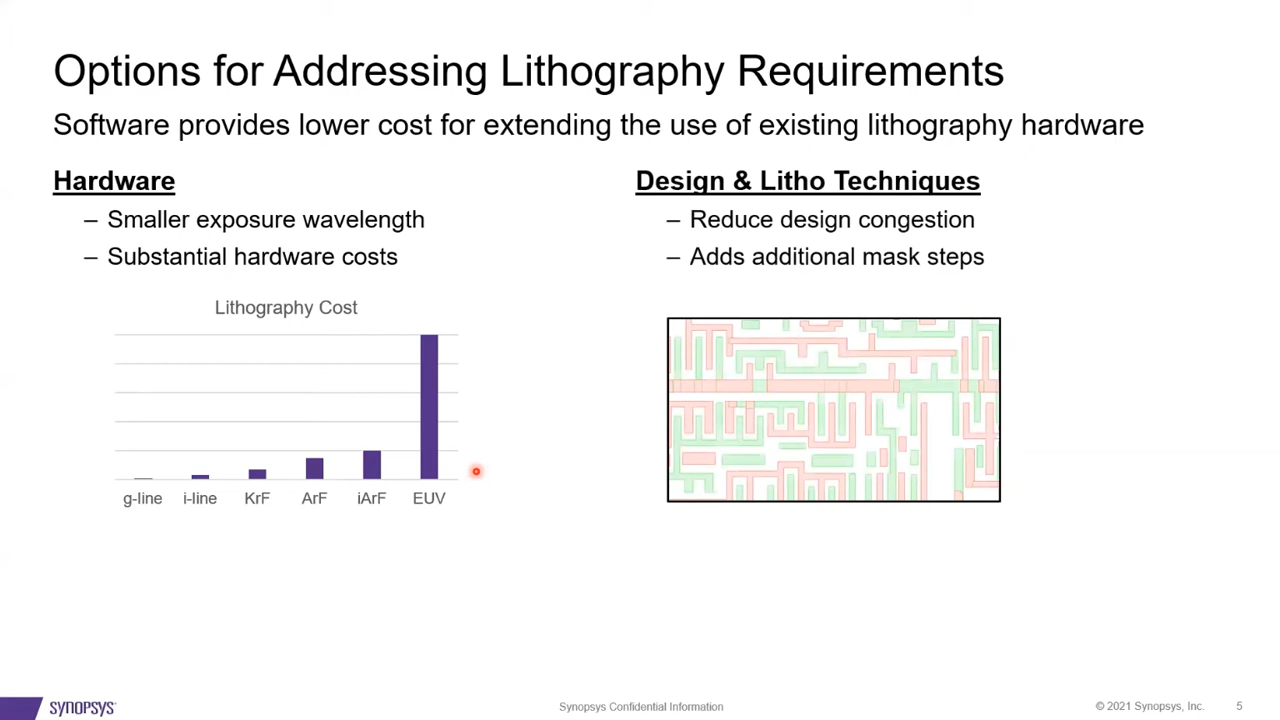 Options for Addressing Lithography Requirements
Software provides lower cost for extending the use of existing lithography hardware
Hardware
– Smaller exposure wavelength
– Substantial hardware costs
Lithography Cost
g-line i-line KrF ArF iArF EUV
Design & Litho Techniques
– Reduce design congestion
– Adds additional mask steps
SYNOPSYS
Synopsys Confidential Information
© 2021 Synopsys, Inc. 5